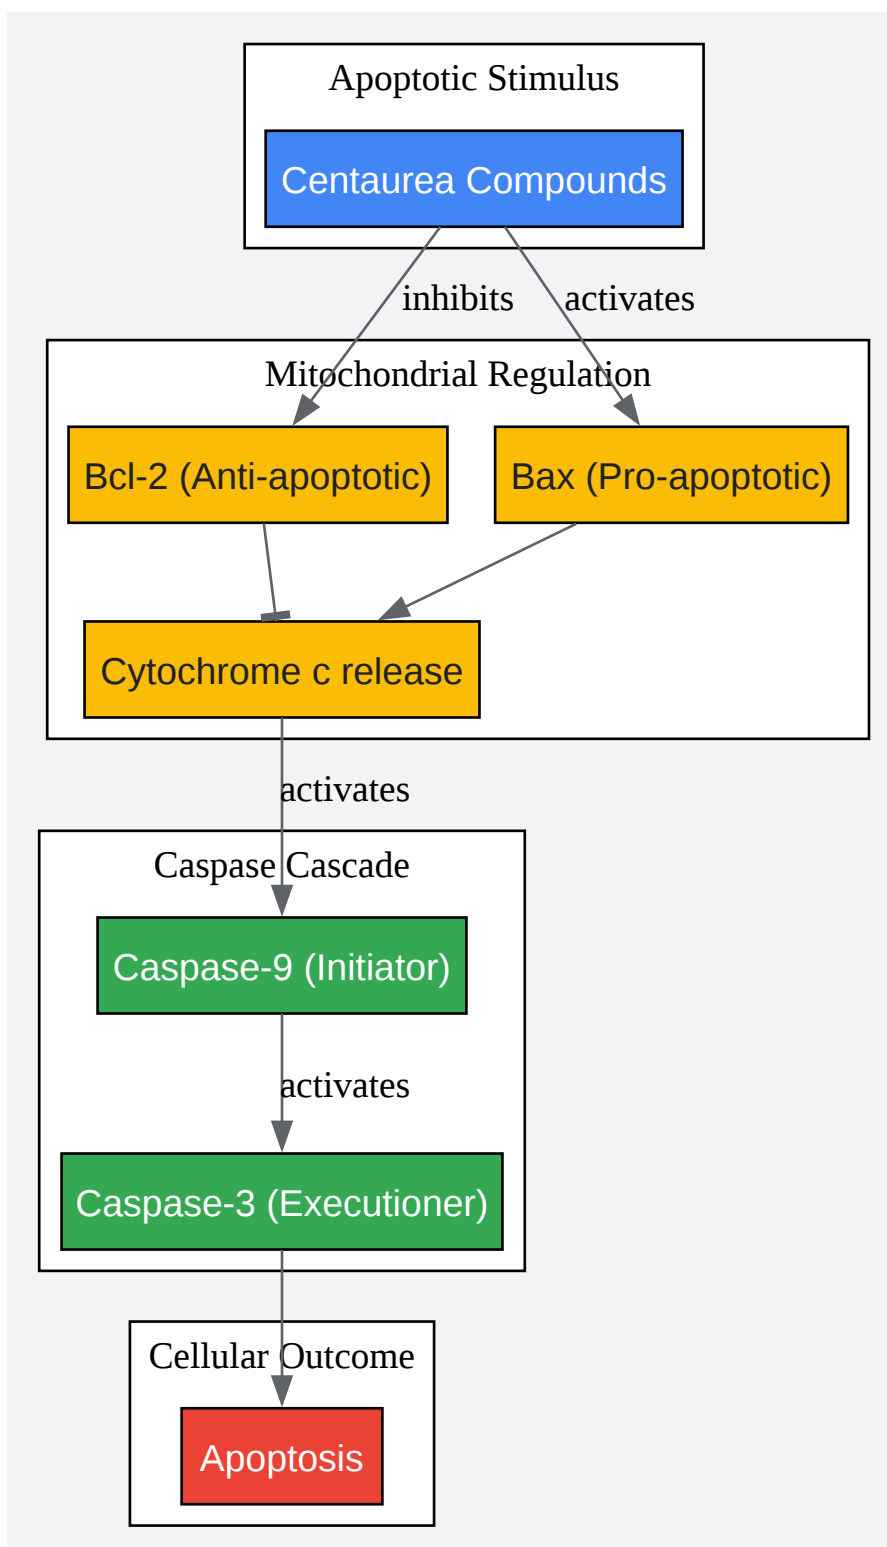 Apoptotic Stimulus
Centaurea Compounds
inhibits
activates
Mitochondrial Regulation
Bcl-2 (Anti-apoptotic)
Bax (Pro-apoptotic)
Cytochrome c release
activates
Caspase Cascade
Caspase-9 (Initiator)
activates
Caspase-3 (Executioner)
Cellular Outcome
Apoptosis